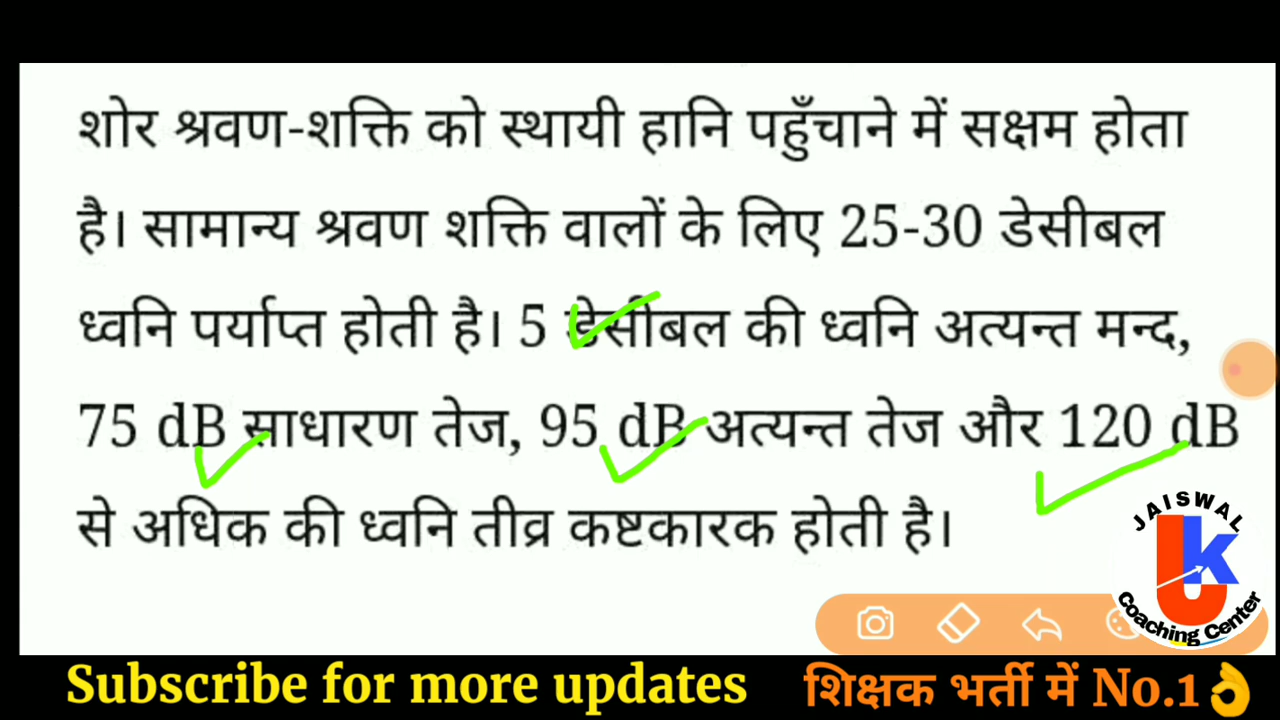 शोर श्रवण-शक्ति को स्थायी हानि पहुँचाने में सक्षम होता
है। सामान्य श्रवण शक्ति वालों के लिए 25-30 डेसीबल
ध्वनि पर्याप्त होती है। 5 डेसीबल की ध्वनि अत्यन्त मन्द,
75 dB साधारण तेज, 95 dB अत्यन्त तेज और 120 dB
से अधिक की ध्वनि तीव्र कष्टकारक होती है।
JAISWAL
JK
Coaching Center
Subscribe for more updates
शिक्षक भर्ती में No.1👌